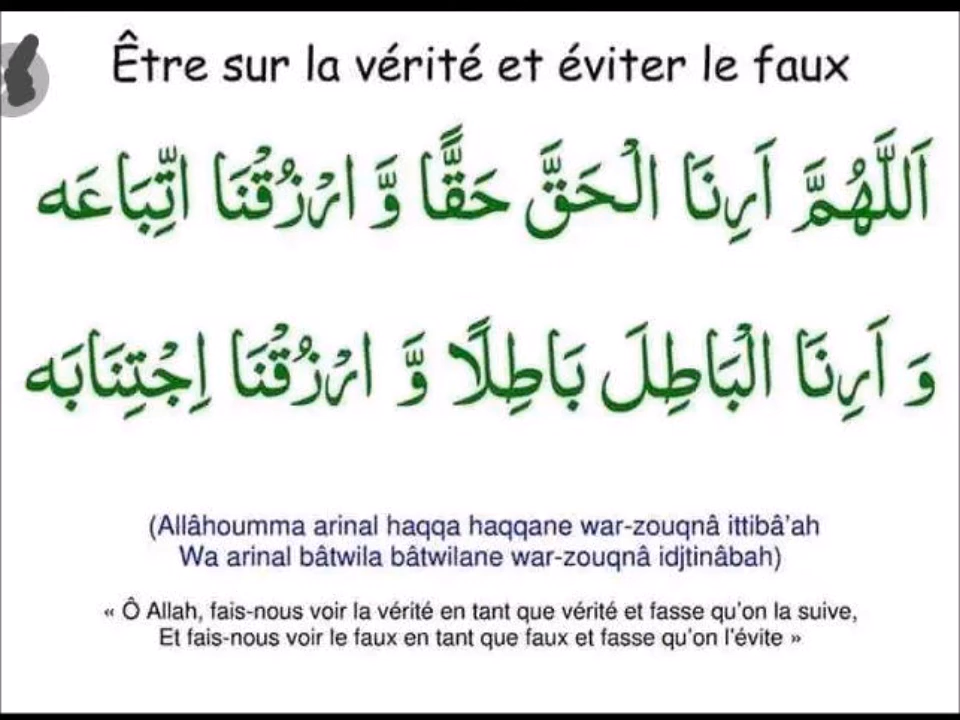 Être sur la vérité et éviter le faux
اَللَّهُمَّ اَرِنَا الْحَقَّ حَقًّا وَّ ارْزُقْنَا اتِّبَاعَه
وَ اَرِنَا الْبَاطِلَ بَاطِلًا وَّ ارْزُقْنَا اِجْتِنَابَه
(Allâhoumma arinal haqqa haqqane war-zouqnâ ittibâ'ah
Wa arinal bâtwila bâtwilane war-zouqnâ idjtinâbah)
« Ô Allah, fais-nous voir la vérité en tant que vérité et fasse qu'on la suive,
Et fais-nous voir le faux en tant que faux et fasse qu'on l'évite »